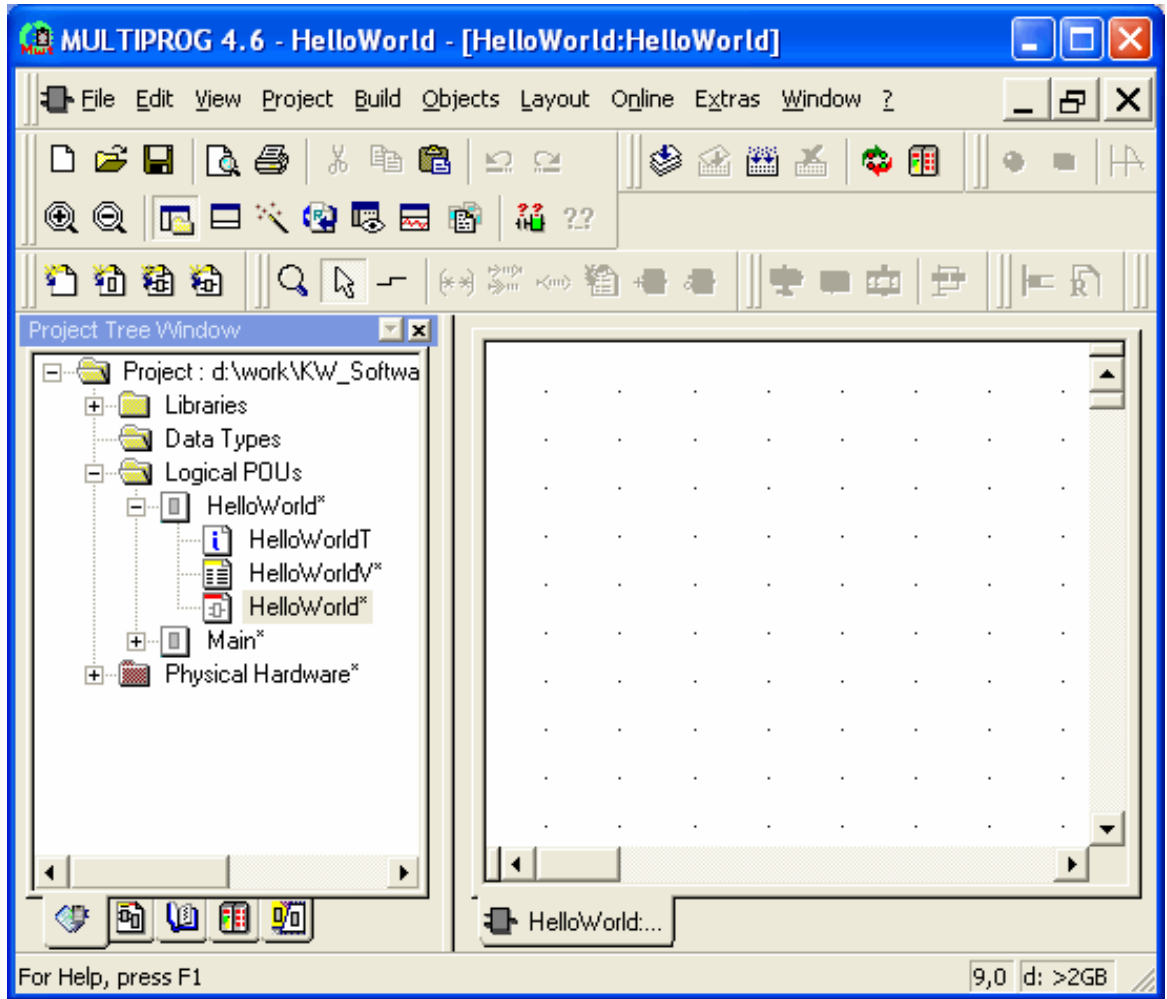 MULTIPROG 4.6 - HelloWorld - [HelloWorld:HelloWorld]
File Edit View Project Build Objects Layout Online Extras Window ?
Project Tree Window
Project : d:\work\KW_Softwa
Libraries
Data Types
Logical POUs
HelloWorld*
HelloWorldT
HelloWorldV*
HelloWorld*
Main*
Physical Hardware*
HelloWorld:...
For Help, press F1
9,0 d: >2GB